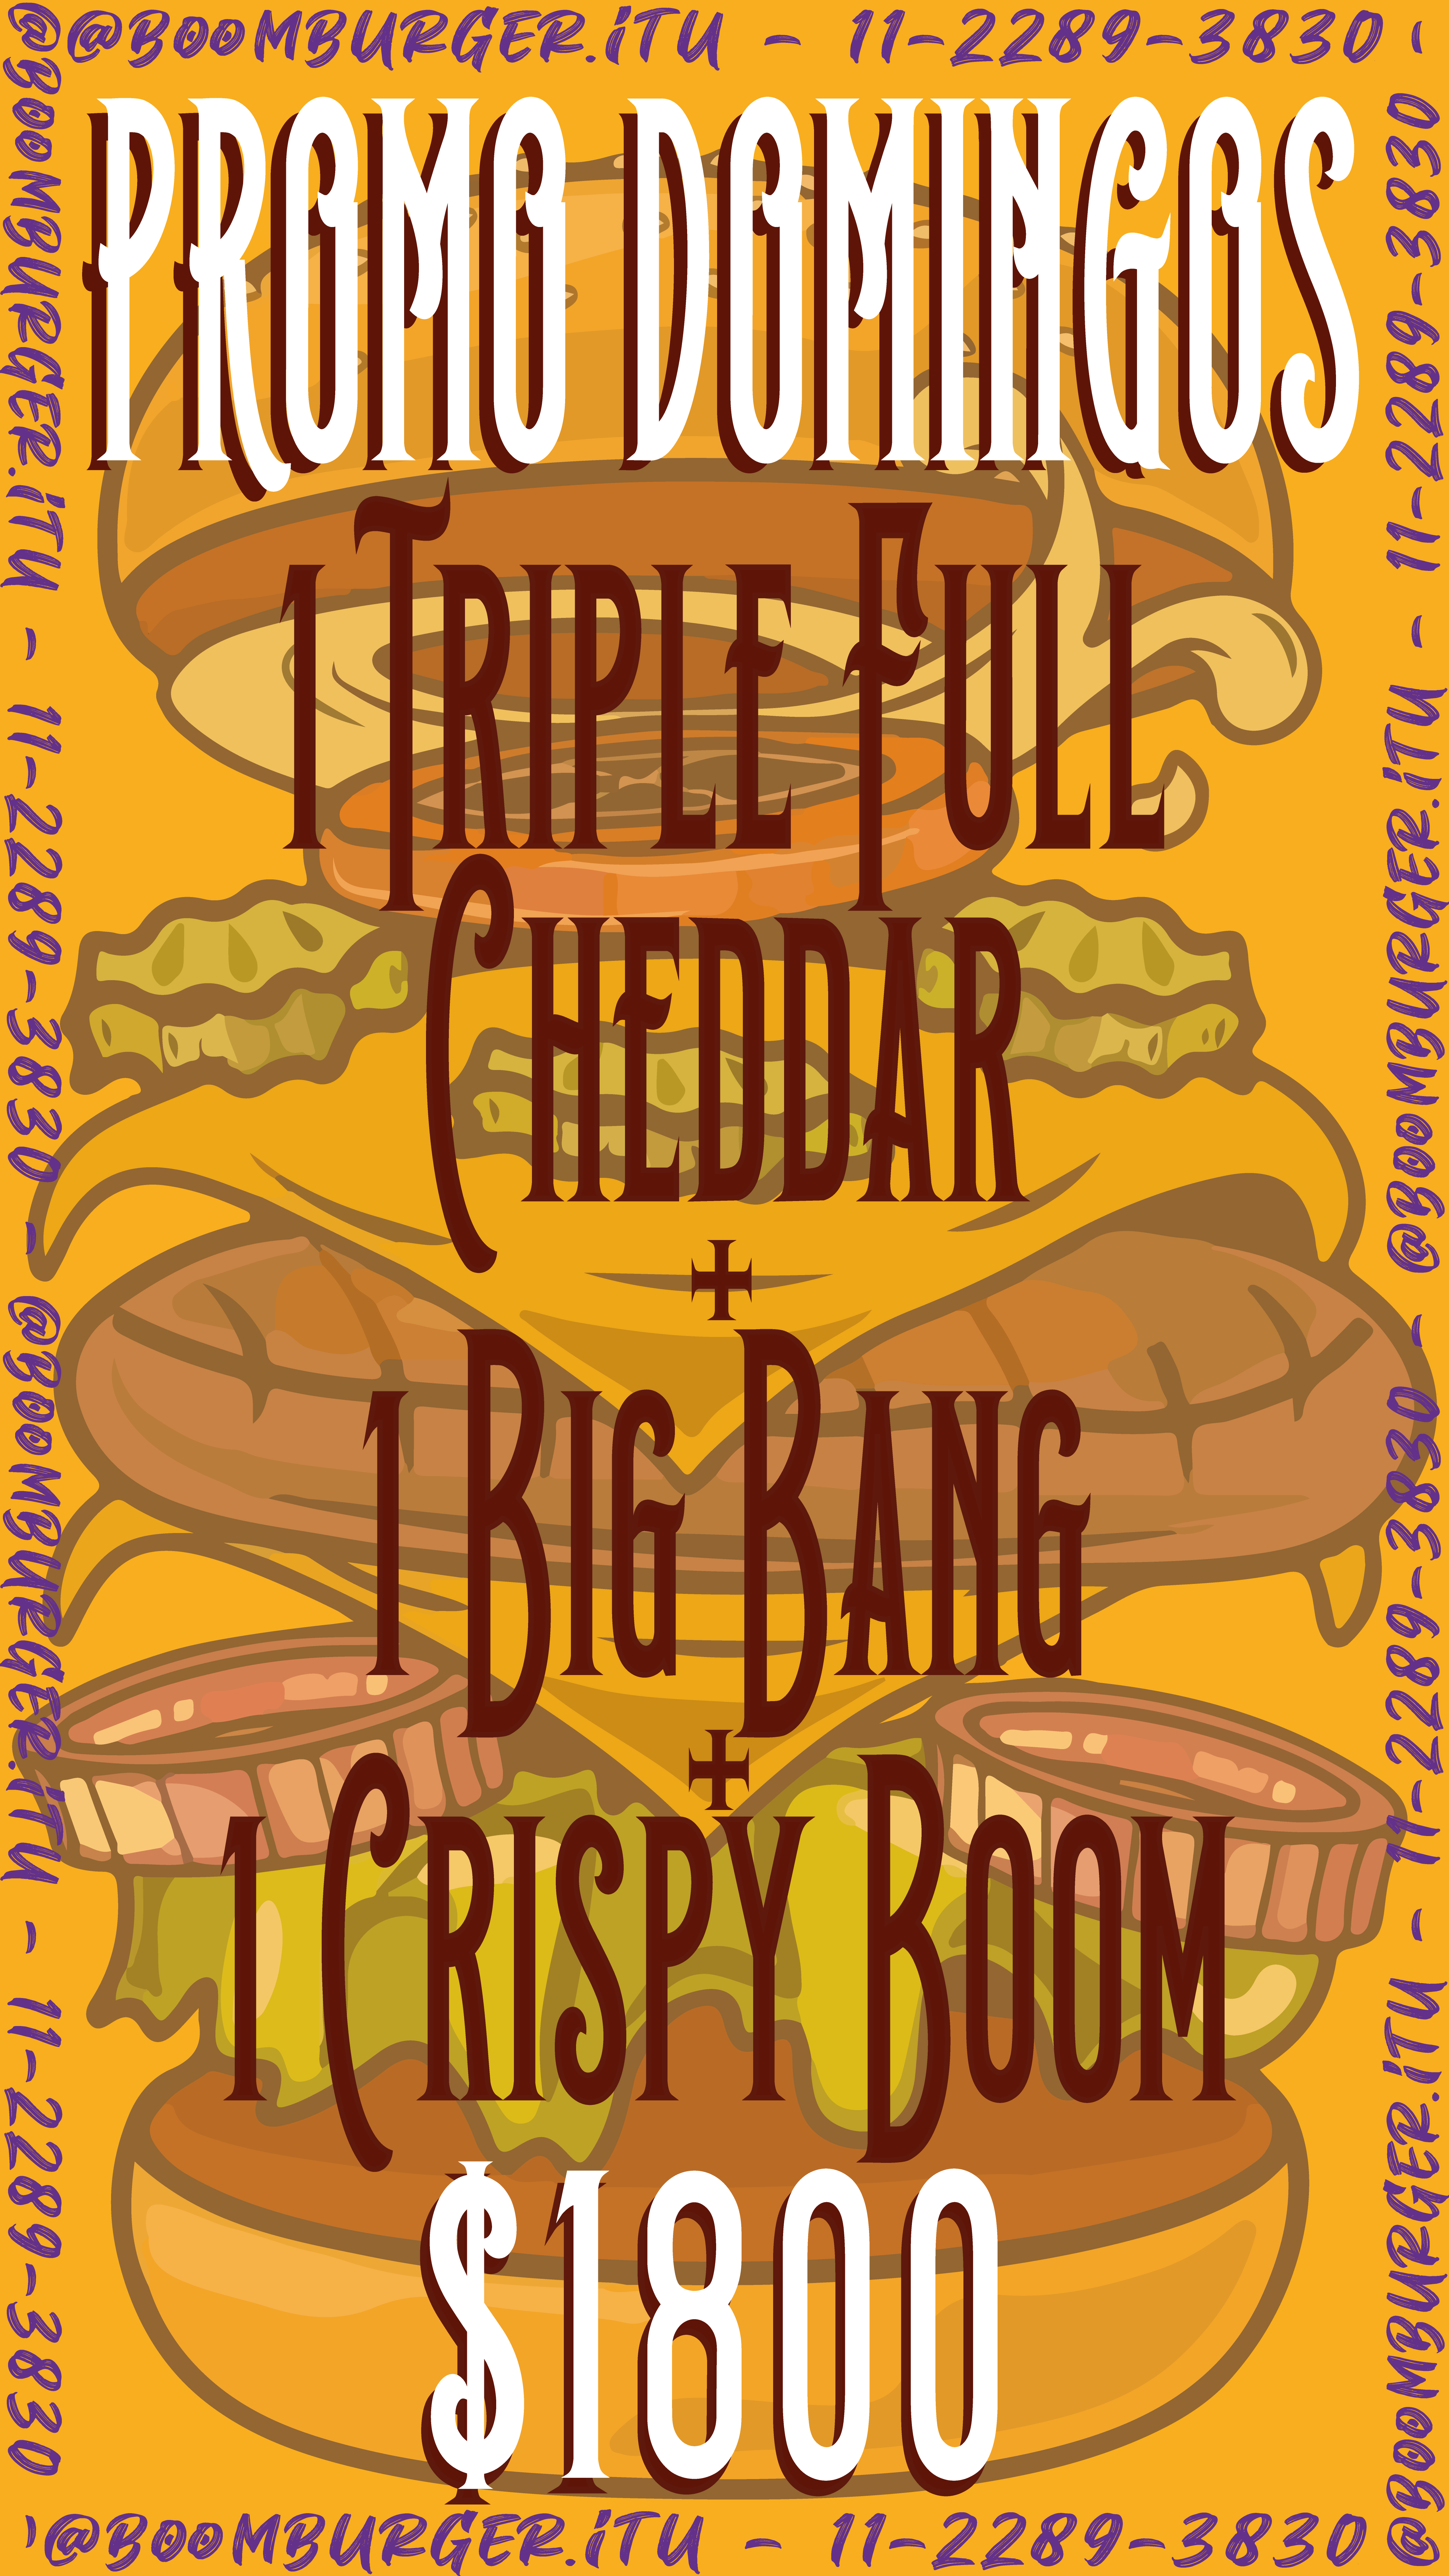 @BOOMBURGER.iTU - 11-2289-3830 -
PROMO DOMINGOS
1 TRIPLE FULL
CHEDDAR
+
1 BIG BANG
+
1 CRISPY BOOM
$1800
@BOOMBURGER.iTU - 11-2289-3830 - @BOOMBURGER.iTU - 11-2289-3830
@BOOMBURGER.iTU - 11-2289-3830 - @BOOMBURGER.iTU - 11-2289-3830
- @BOOMBURGER.iTU - 11-2289-3830